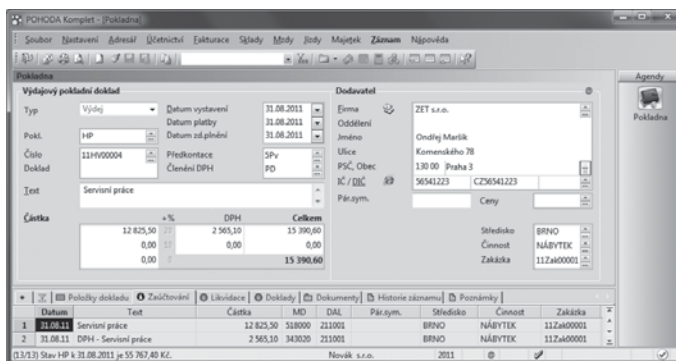 POHODA Komplet - [Pokladna]
Soubor Nastavení Adresář Účetnictví Fakturace Sklady Mzdy Jízdy Majetek Záznam Nápověda
Pokladna
Agendy
Pokladna
Výdajový pokladní doklad
Typ Výdej
Datum vystavení 31.08.2011
Datum platby 31.08.2011
Pokl. HP
Datum zd.plnění 31.08.2011
Číslo 11HV00004
Předkontace 5Pv
Doklad
Členění DPH PD
Text Servisní práce
Částka +% DPH Celkem
12 825,50 20 2 565,10 15 390,60
0,00 10 0,00 0,00
0,00 15 390,60
Dodavatel
Firma ZET s.r.o.
Oddělení
Jméno Ondřej Maršík
Ulice Komenského 78
PSČ, Obec 130 00 Praha 3
IČ / DIČ 56541223 CZ56541223
Pár.sym. Ceny
Středisko BRNO
Činnost NÁBYTEK
Zakázka 11Zak00001
Položky dokladu Zaúčtování Likvidace Doklady Dokumenty Historie záznamu Poznámky
Datum Text Částka MD DAL Pár.sym. Středisko Činnost Zakázka
1 31.08.11 Servisní práce 12 825,50 518000 211001 BRNO NÁBYTEK 11Zak00001
2 31.08.11 DPH - Servisní práce 2 565,10 343020 211001 BRNO NÁBYTEK 11Zak00001
(13/13) Stav HP k 31.08.2011 je 55 767,40 Kč. Novák s.r.o. 2011 @